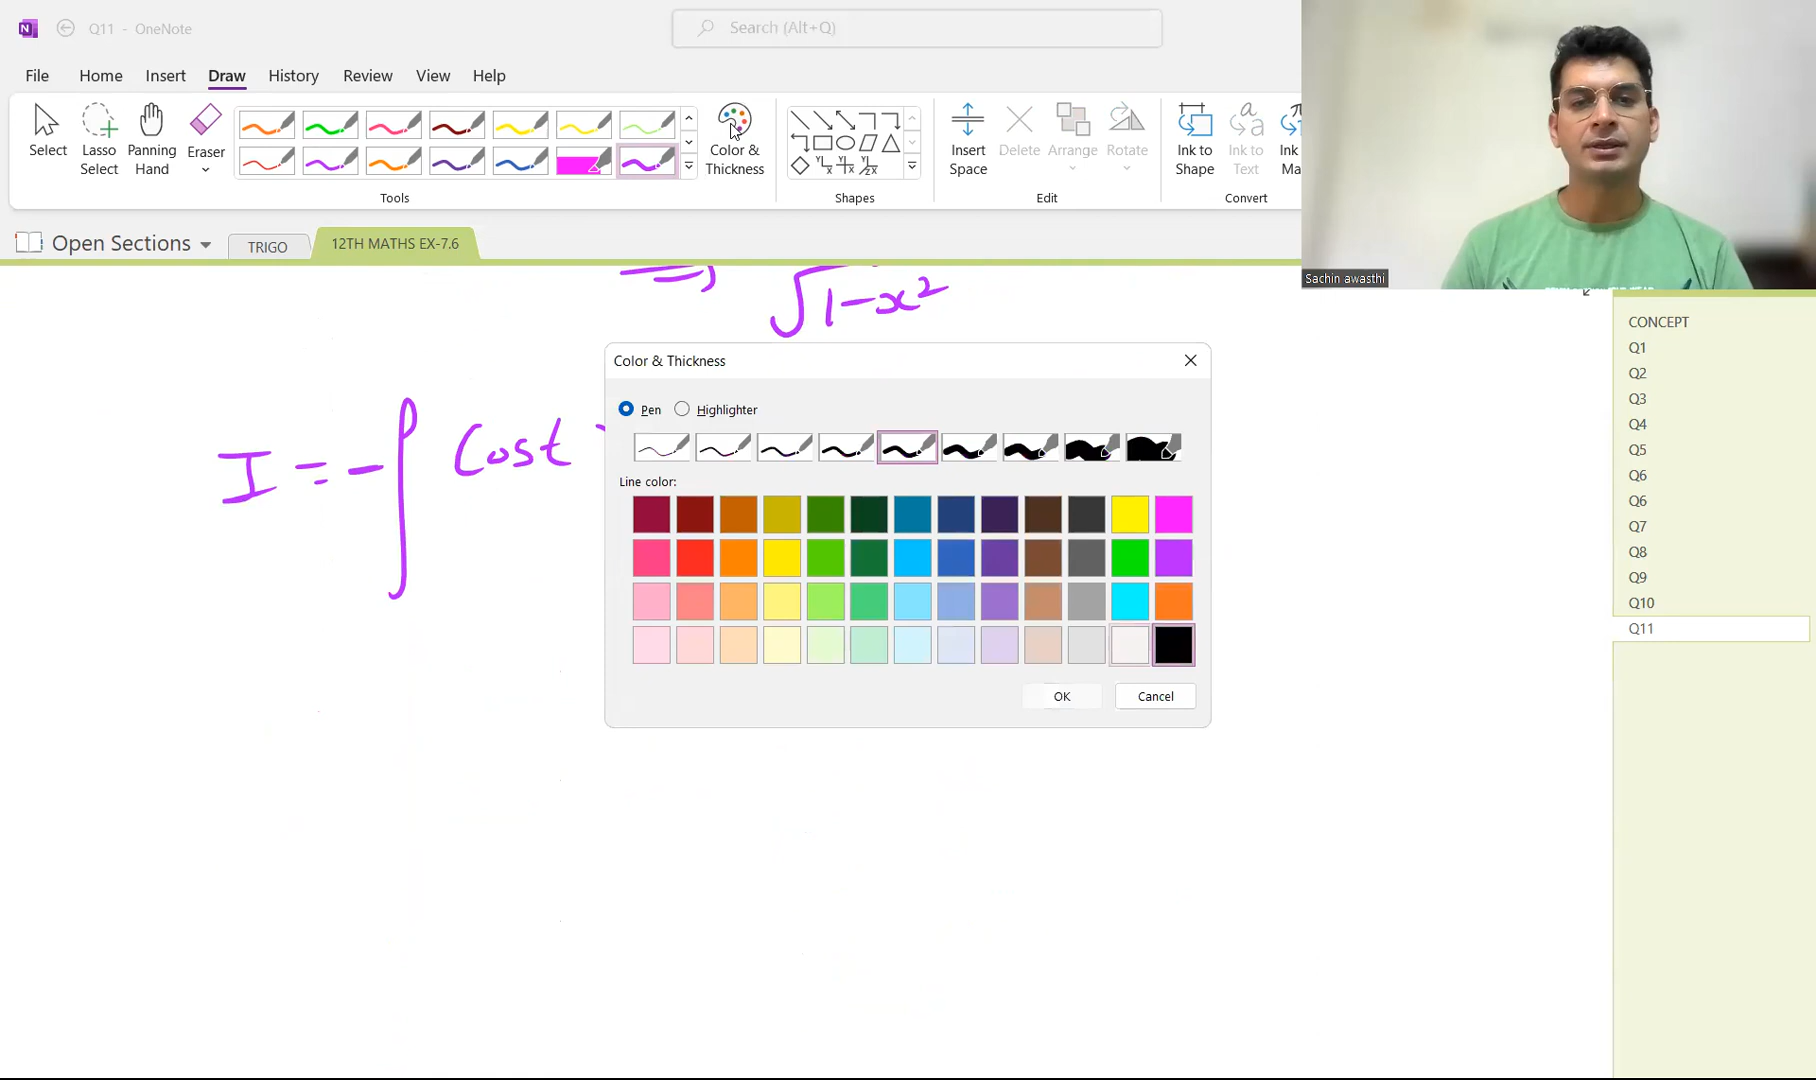 Q11 - OneNote
Search (Alt+Q)
File Home Insert Draw History Review View Help
Select
Lasso Select
Panning Hand
Eraser
Color & Thickness
Insert Space
Delete
Arrange
Rotate
Ink to Shape
Ink to Text
Ink
Tools
Shapes
Edit
Convert
Open Sections
TRIGO
12TH MATHS EX-7.6
Sachin awasthi
√1-x²
I = -∫ Cost
Color & Thickness
Pen Highlighter
Line color:
OK Cancel
CONCEPT
Q1
Q2
Q3
Q4
Q5
Q6
Q6
Q7
Q8
Q9
Q10
Q11